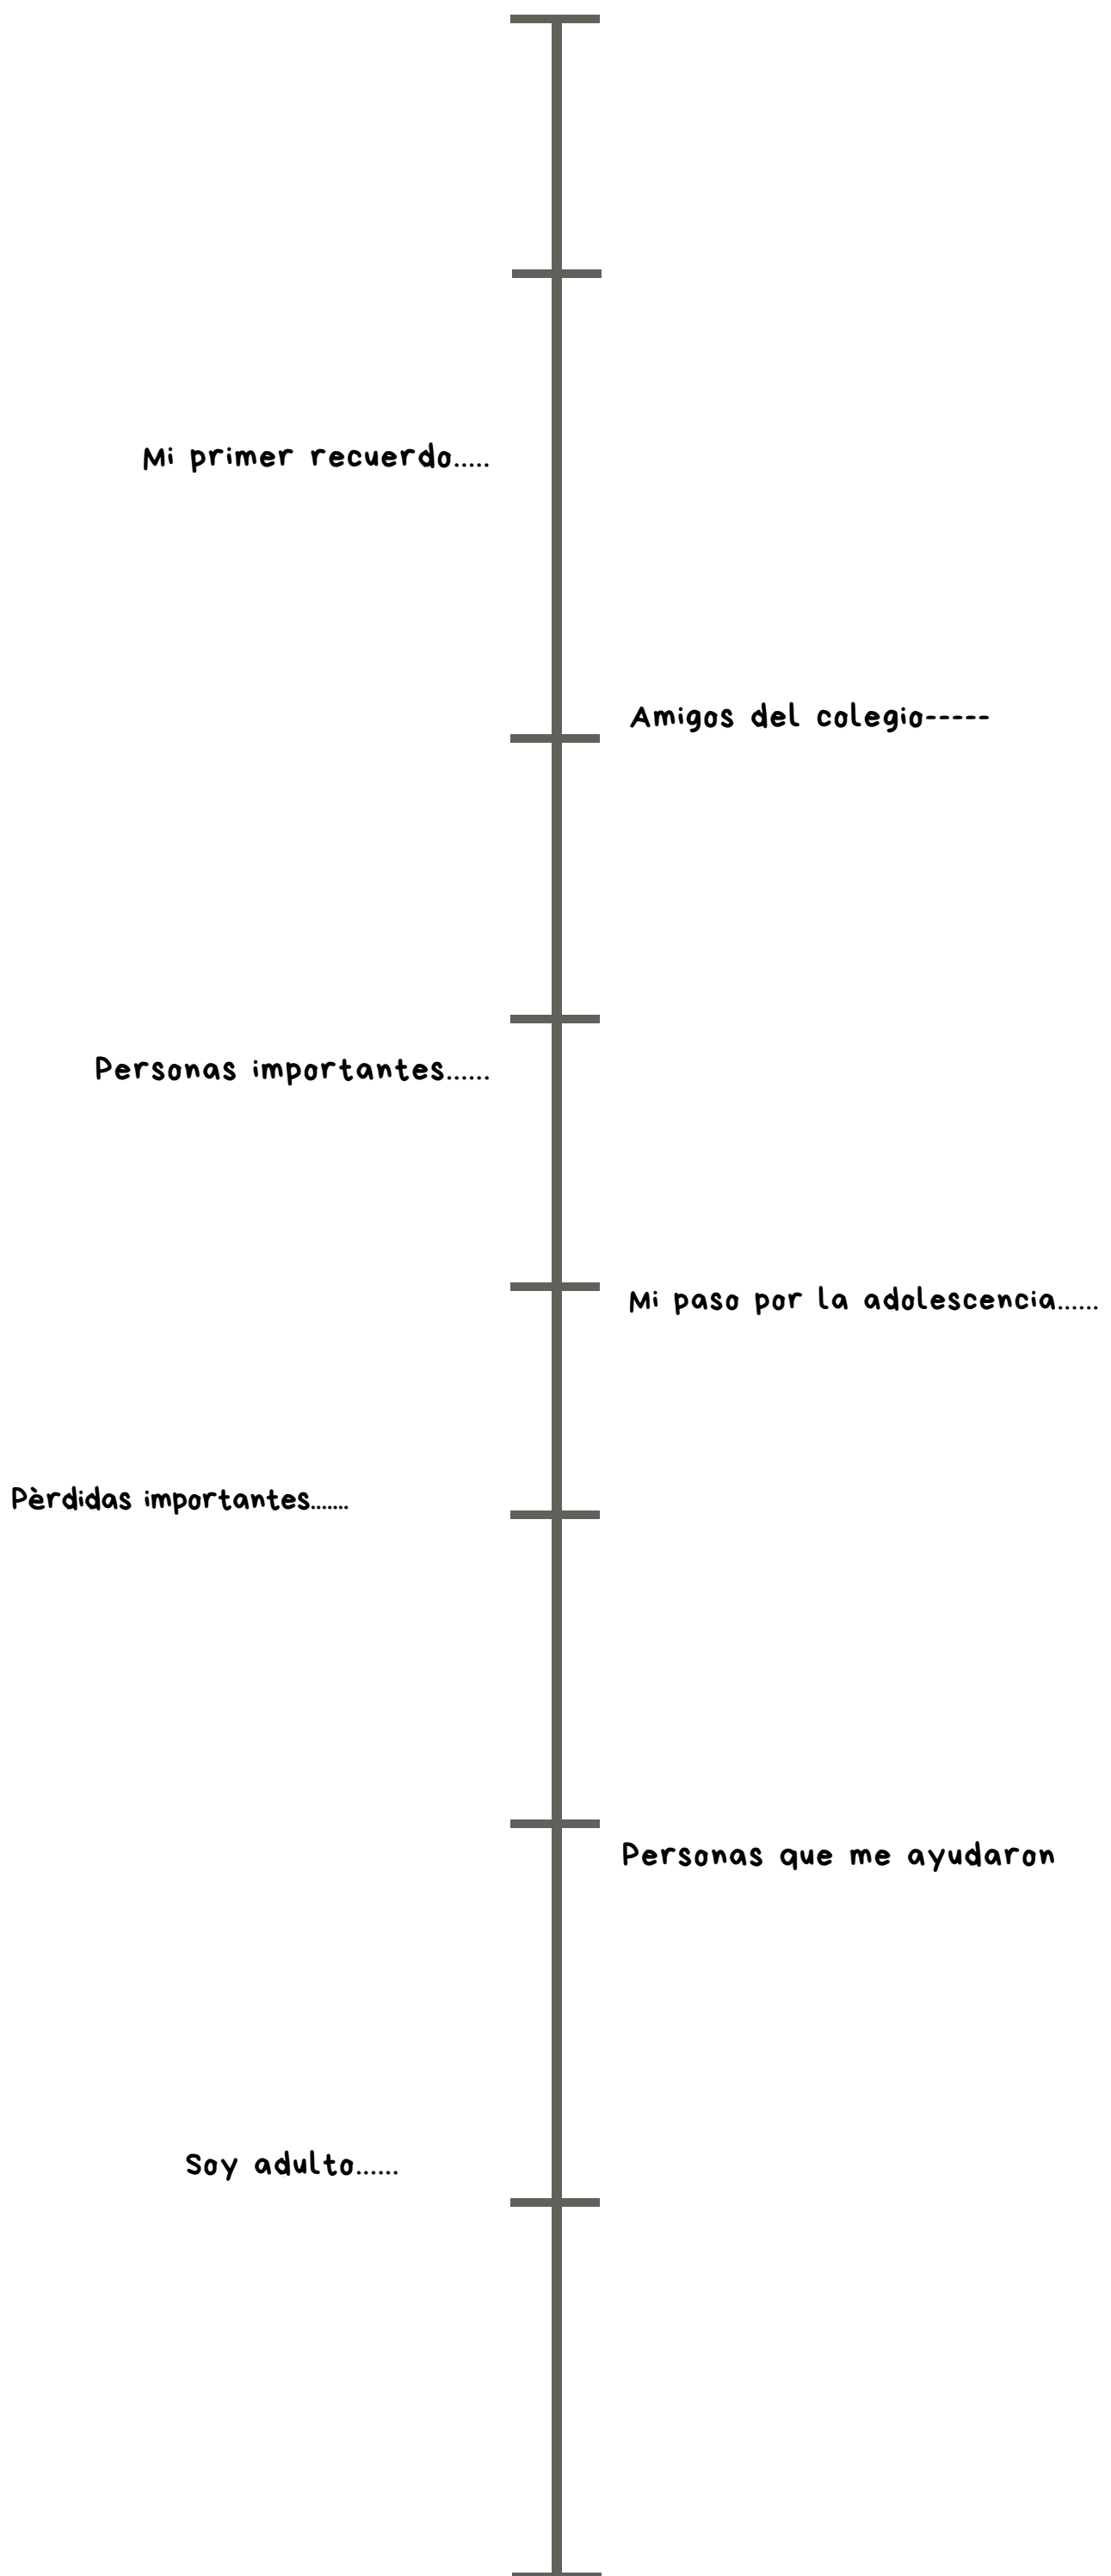 Mi primer recuerdo.....
Amigos del colegio-----
Personas importantes......
Mi paso por la adolescencia......
Pèrdidas importantes.......
Personas que me ayudaron
Soy adulto......